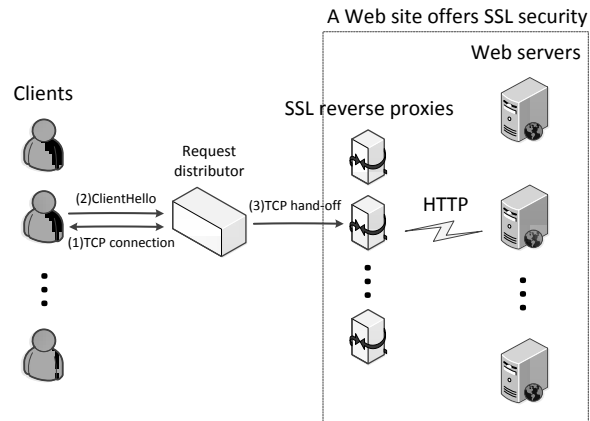 A Web site offers SSL security
Web servers
Clients
SSL reverse proxies
Request
distributor
(2)ClientHello
(3)TCP hand-off
HTTP
(1)TCP connection